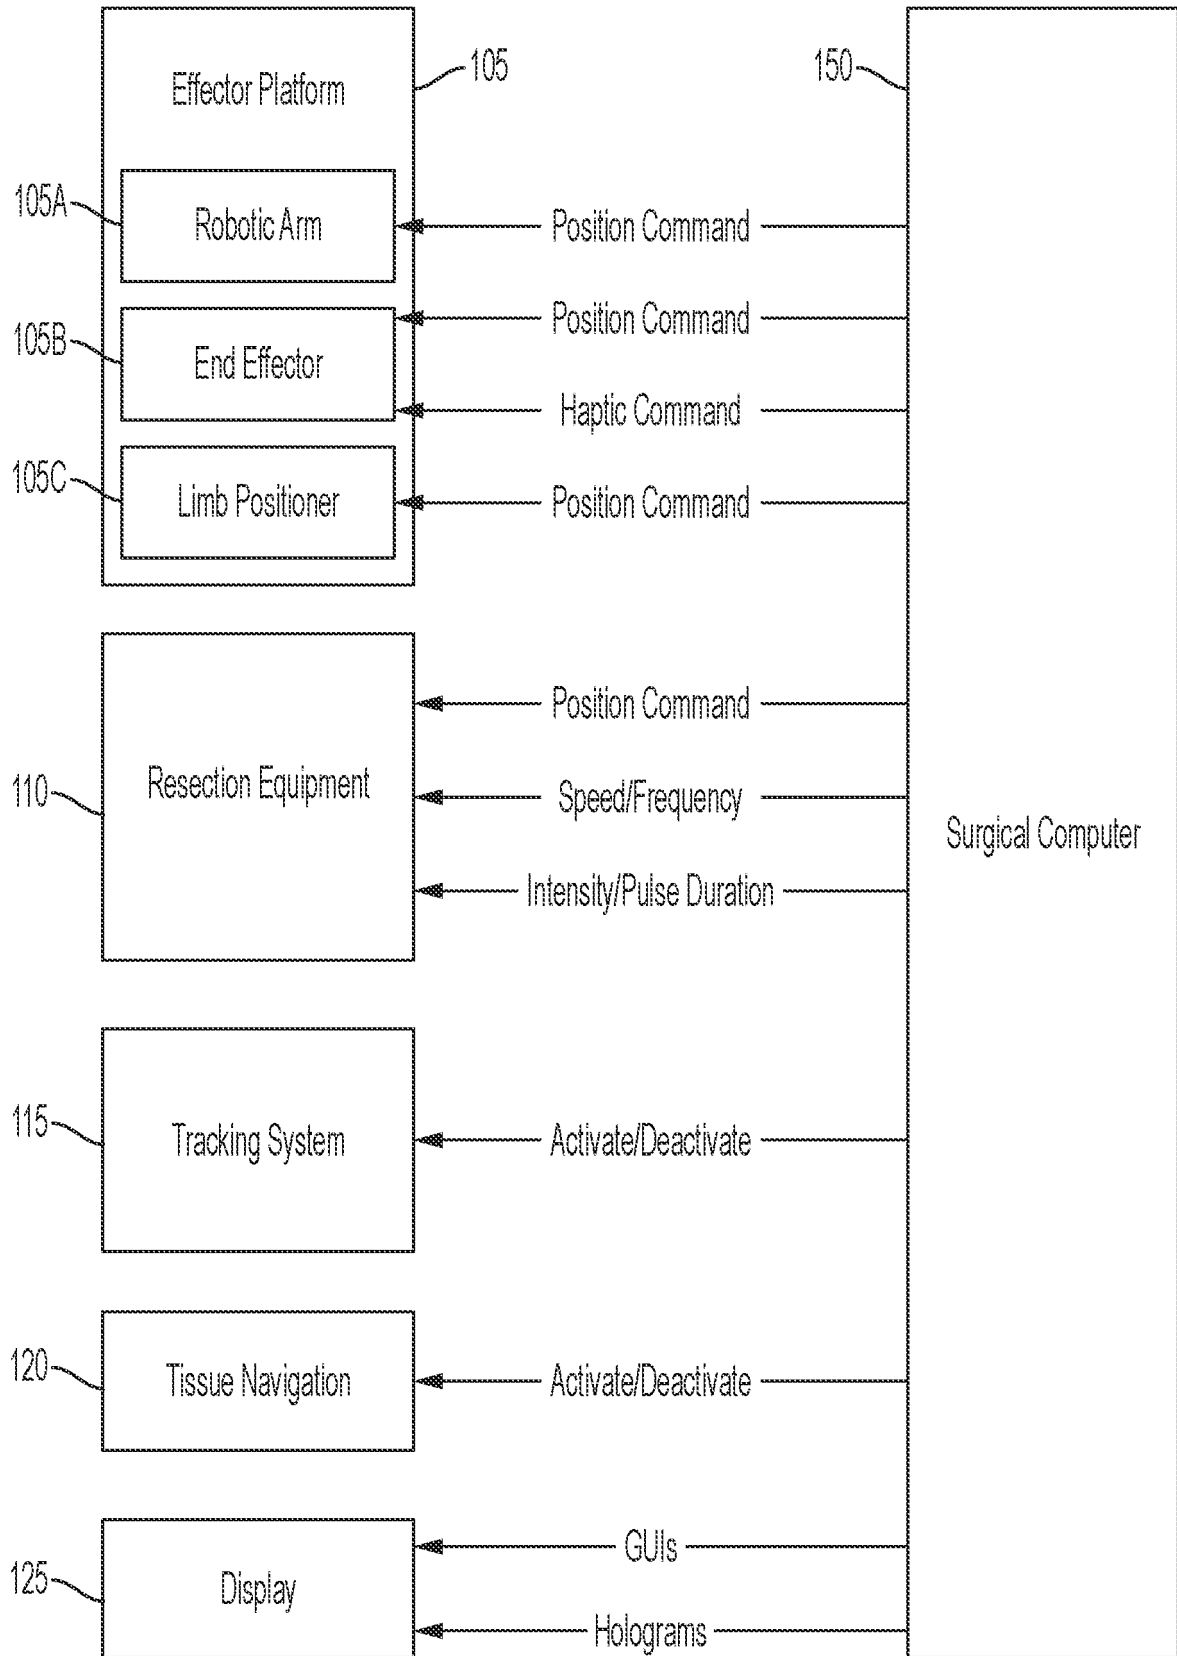 105
150
Effector Platform
105A
Robotic Arm
Position Command
Position Command
105B
End Effector
Haptic Command
105C
Limb Positioner
Position Command
Position Command
110
Resection Equipment
Speed/Frequency
Surgical Computer
Intensity/Pulse Duration
115
Tracking System
Activate/Deactivate
120
Tissue Navigation
Activate/Deactivate
GUIs
125
Display
Holograms